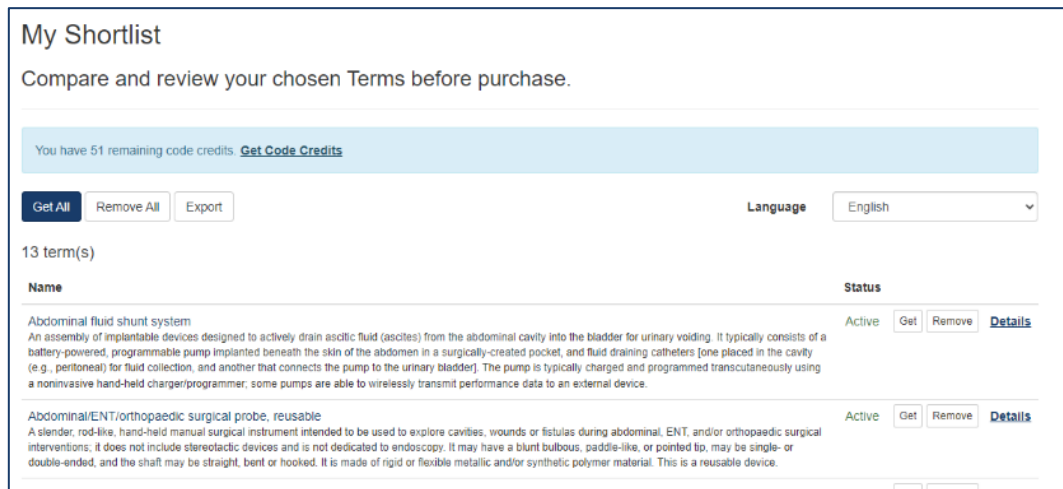 My Shortlist
Compare and review your chosen Terms before purchase.
You have 51 remaining code credits. Get Code Credits
Get All Remove All Export Language English
13 term(s)
Name Status
Abdominal fluid shunt system Active Get Remove Details
An assembly of implantable devices designed to actively drain ascitic fluid (ascites) from the abdominal cavity into the bladder for urinary voiding. It typically consists of a
battery-powered, programmable pump implanted beneath the skin of the abdomen in a surgically-created pocket, and fluid draining catheters [one placed in the cavity
(e.g., peritoneal) for fluid collection, and another that connects the pump to the urinary bladder]. The pump is typically charged and programmed transcutaneously using
a noninvasive hand-held charger/programmer; some pumps are able to wirelessly transmit performance data to an external device.
Abdominal/ENT/orthopaedic surgical probe, reusable Active Get Remove Details
A slender, rod-like, hand-held manual surgical instrument intended to be used to explore cavities, wounds or fistulas during abdominal, ENT, and/or orthopaedic surgical
interventions; it does not include stereotactic devices and is not dedicated to endoscopy. It may have a blunt bulbous, paddle-like, or pointed tip, may be single- or
double-ended, and the shaft may be straight, bent or hooked. It is made of rigid or flexible metallic and/or synthetic polymer material. This is a reusable device.